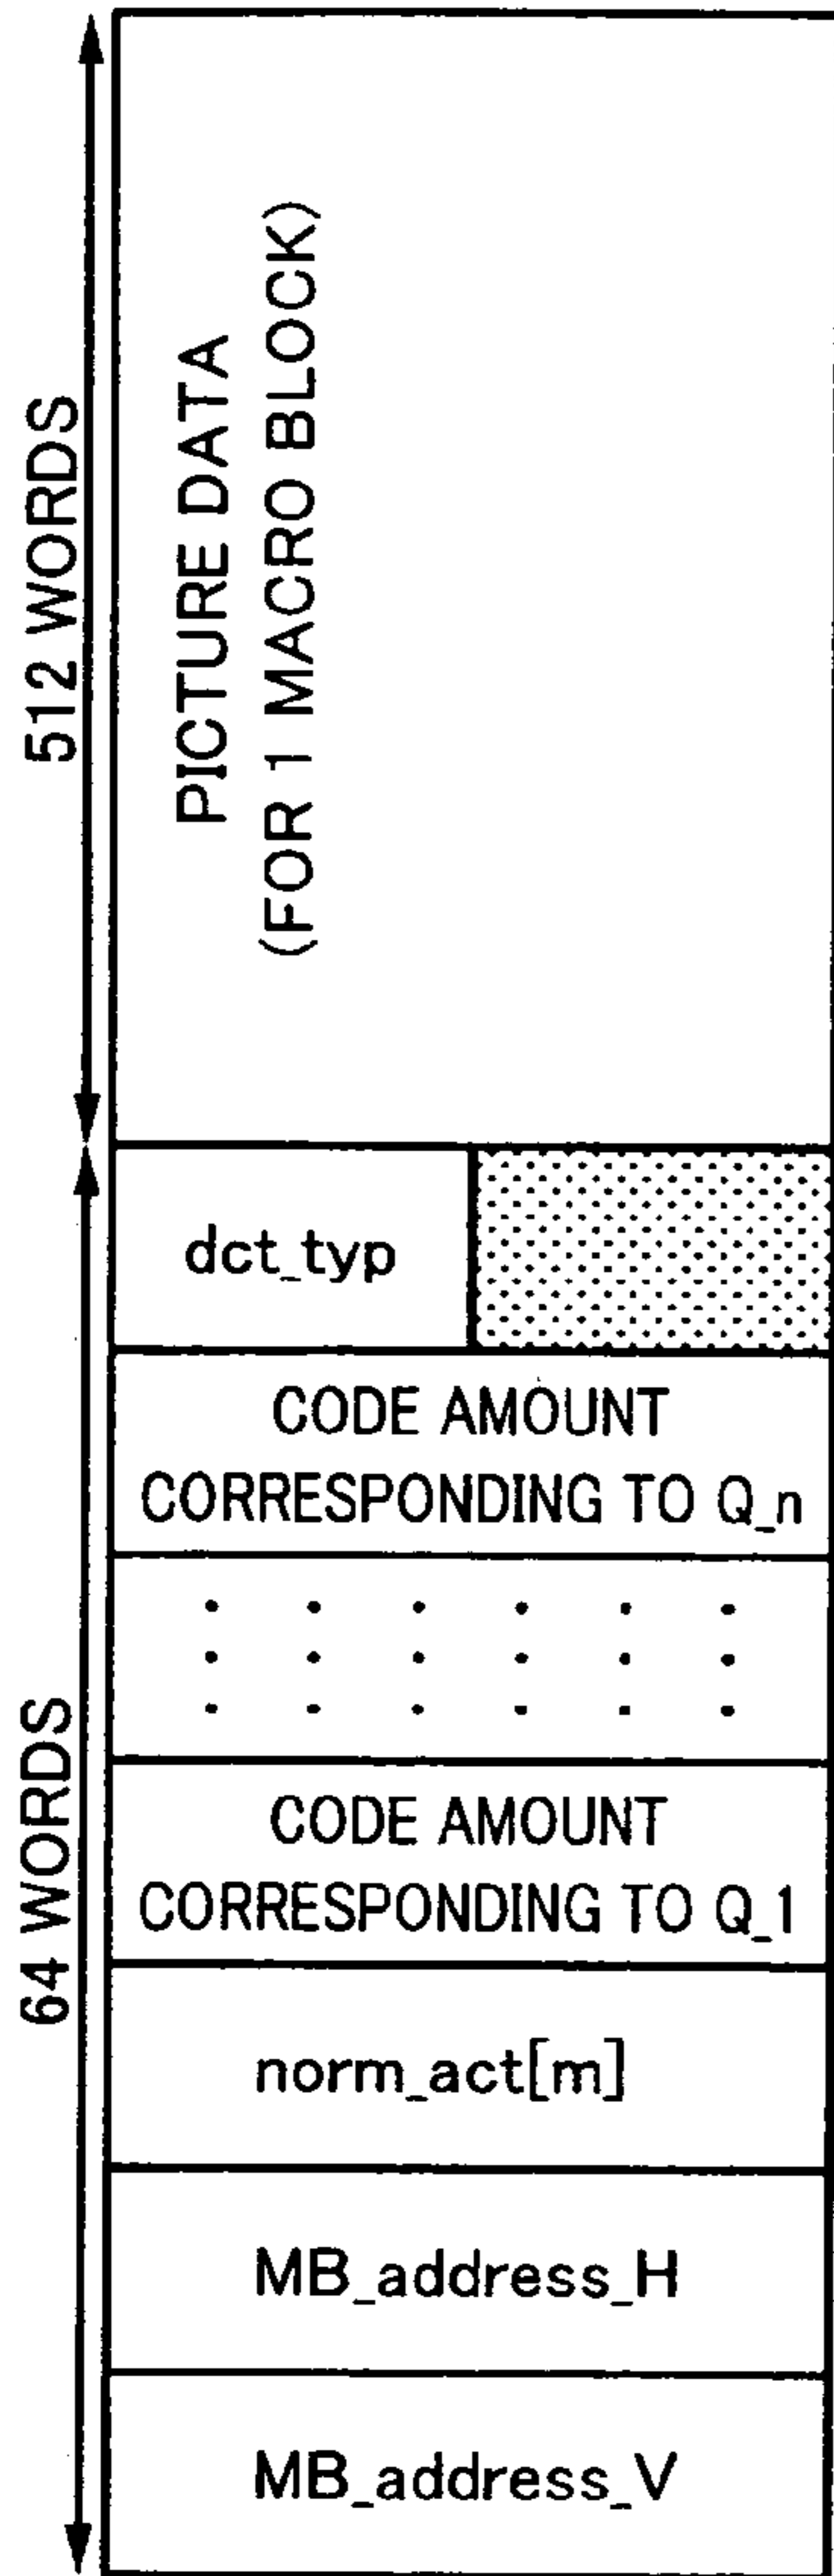 512 WORDS
PICTURE DATA
(FOR 1 MACRO BLOCK)
64 WORDS
dct_typ
CODE AMOUNT
CORRESPONDING TO Q_n
CODE AMOUNT
CORRESPONDING TO Q_1
norm_act[m]
MB_address_H
MB_address_V